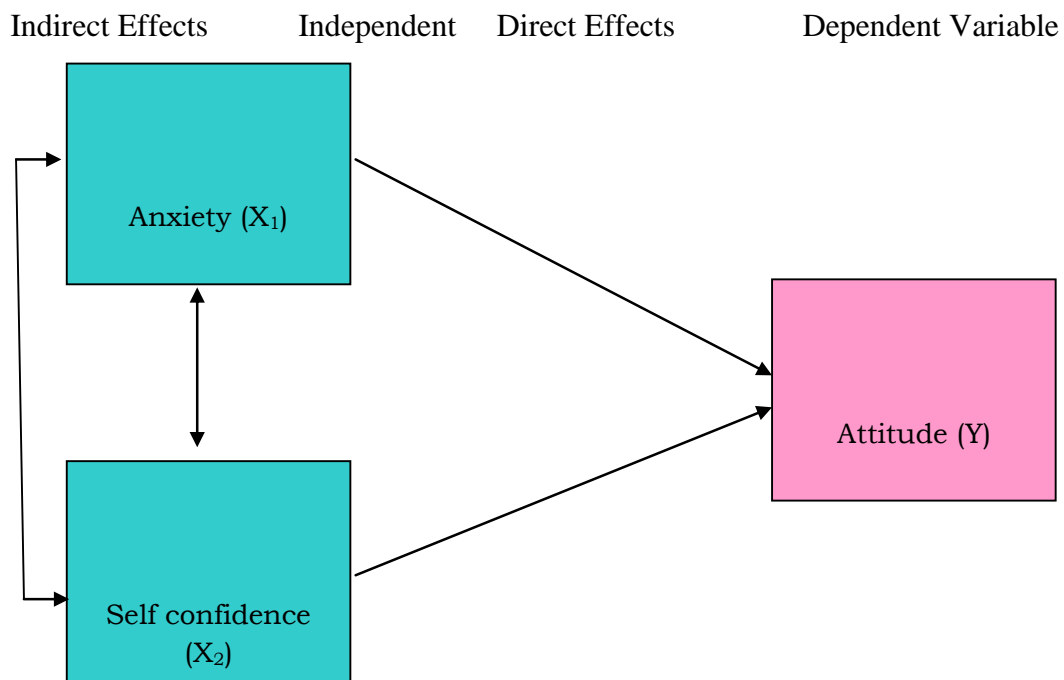 Indirect Effects Independent Direct Effects Dependent Variable
Anxiety (X₁)
Attitude (Y)
Self confidence
(X₂)